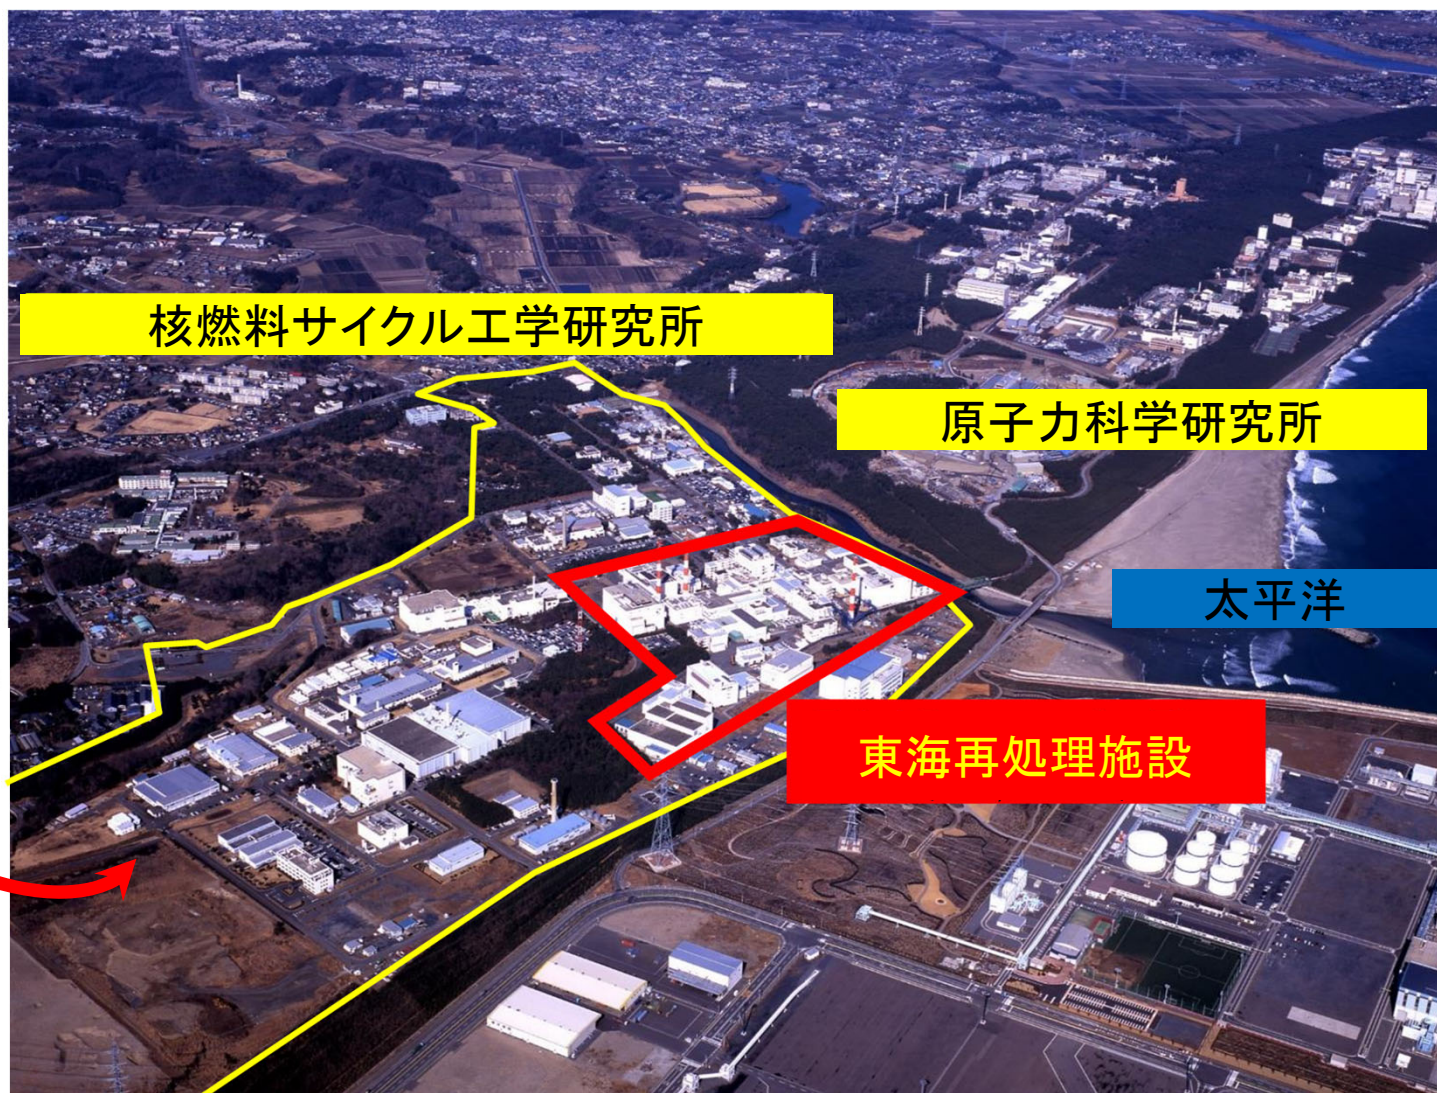 核燃料サイクル工学研究所
原子力科学研究所
太平洋
東海再処理施設